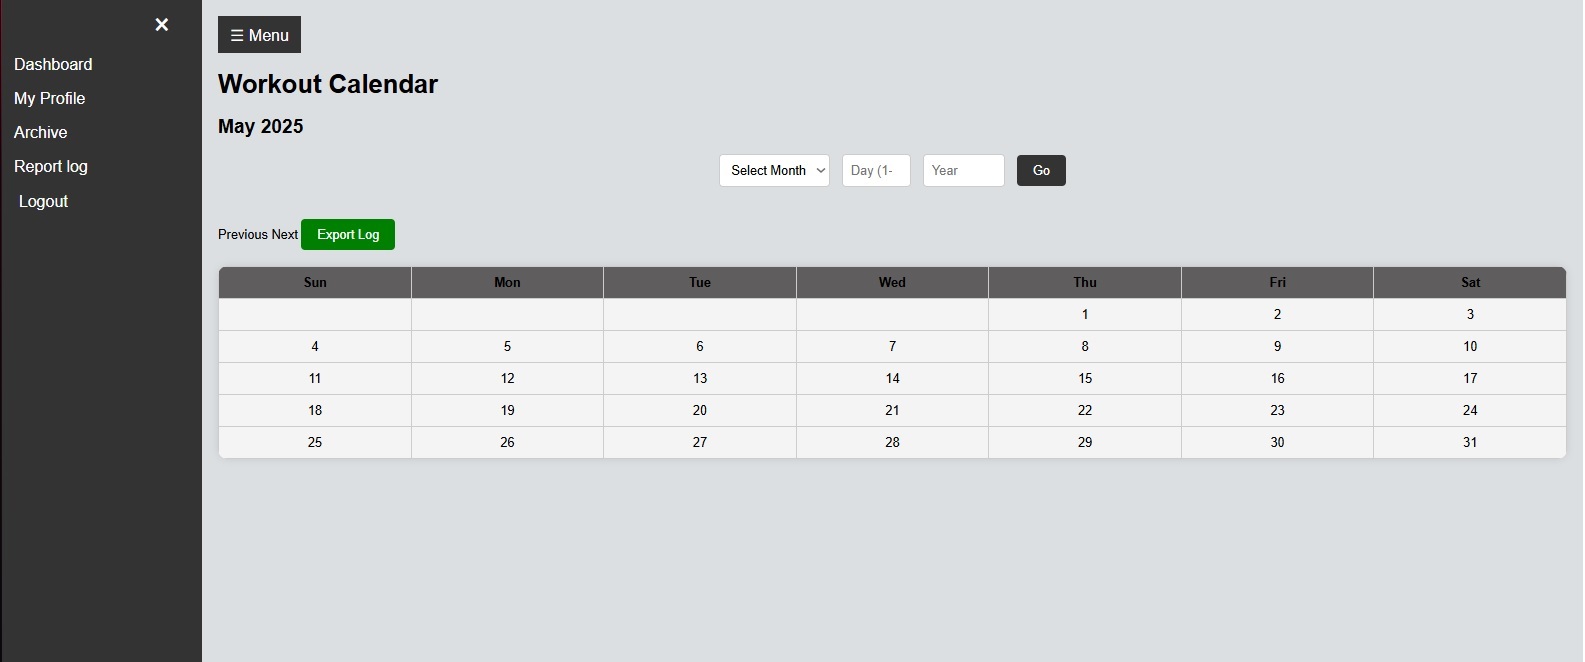 ×
Dashboard
My Profile
Archive
Report log
Logout
☰ Menu
Workout Calendar
May 2025
Select Month Day (1- Year Go
Previous Next Export Log
Sun Mon Tue Wed Thu Fri Sat
1 2 3
4 5 6 7 8 9 10
11 12 13 14 15 16 17
18 19 20 21 22 23 24
25 26 27 28 29 30 31